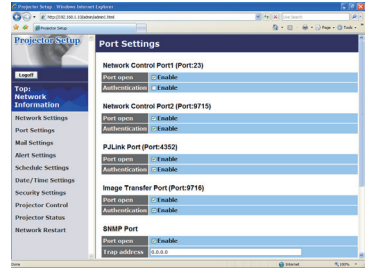 Projector Setup - Windows Internet Explorer
Projector Setup
Page
Tools
Projector Setup
Logoff
Top:
Network
Information
Network Settings
Port Settings
Mail Settings
Alert Settings
Schedule Settings
Date/Time Settings
Security Settings
Projector Control
Projector Status
Network Restart
Port Settings
Network Control Port1 (Port:23)
Port open Enable
Authentication Enable
Network Control Port2 (Port:9715)
Port open Enable
Authentication Enable
PJLink Port (Port:4352)
Port open Enable
Authentication Enable
Image Transfer Port (Port:9716)
Port open Enable
Authentication Enable
SNMP Port
Port open Enable
Trap address 0.0.0.0
Done
Internet
100%